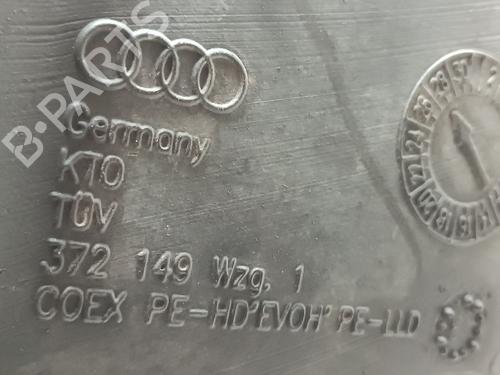 B-PARTS
Germany
KTO
TÜV
372 149 Wzg. 1
COEX PE-HD'EVOH' PE-LLD